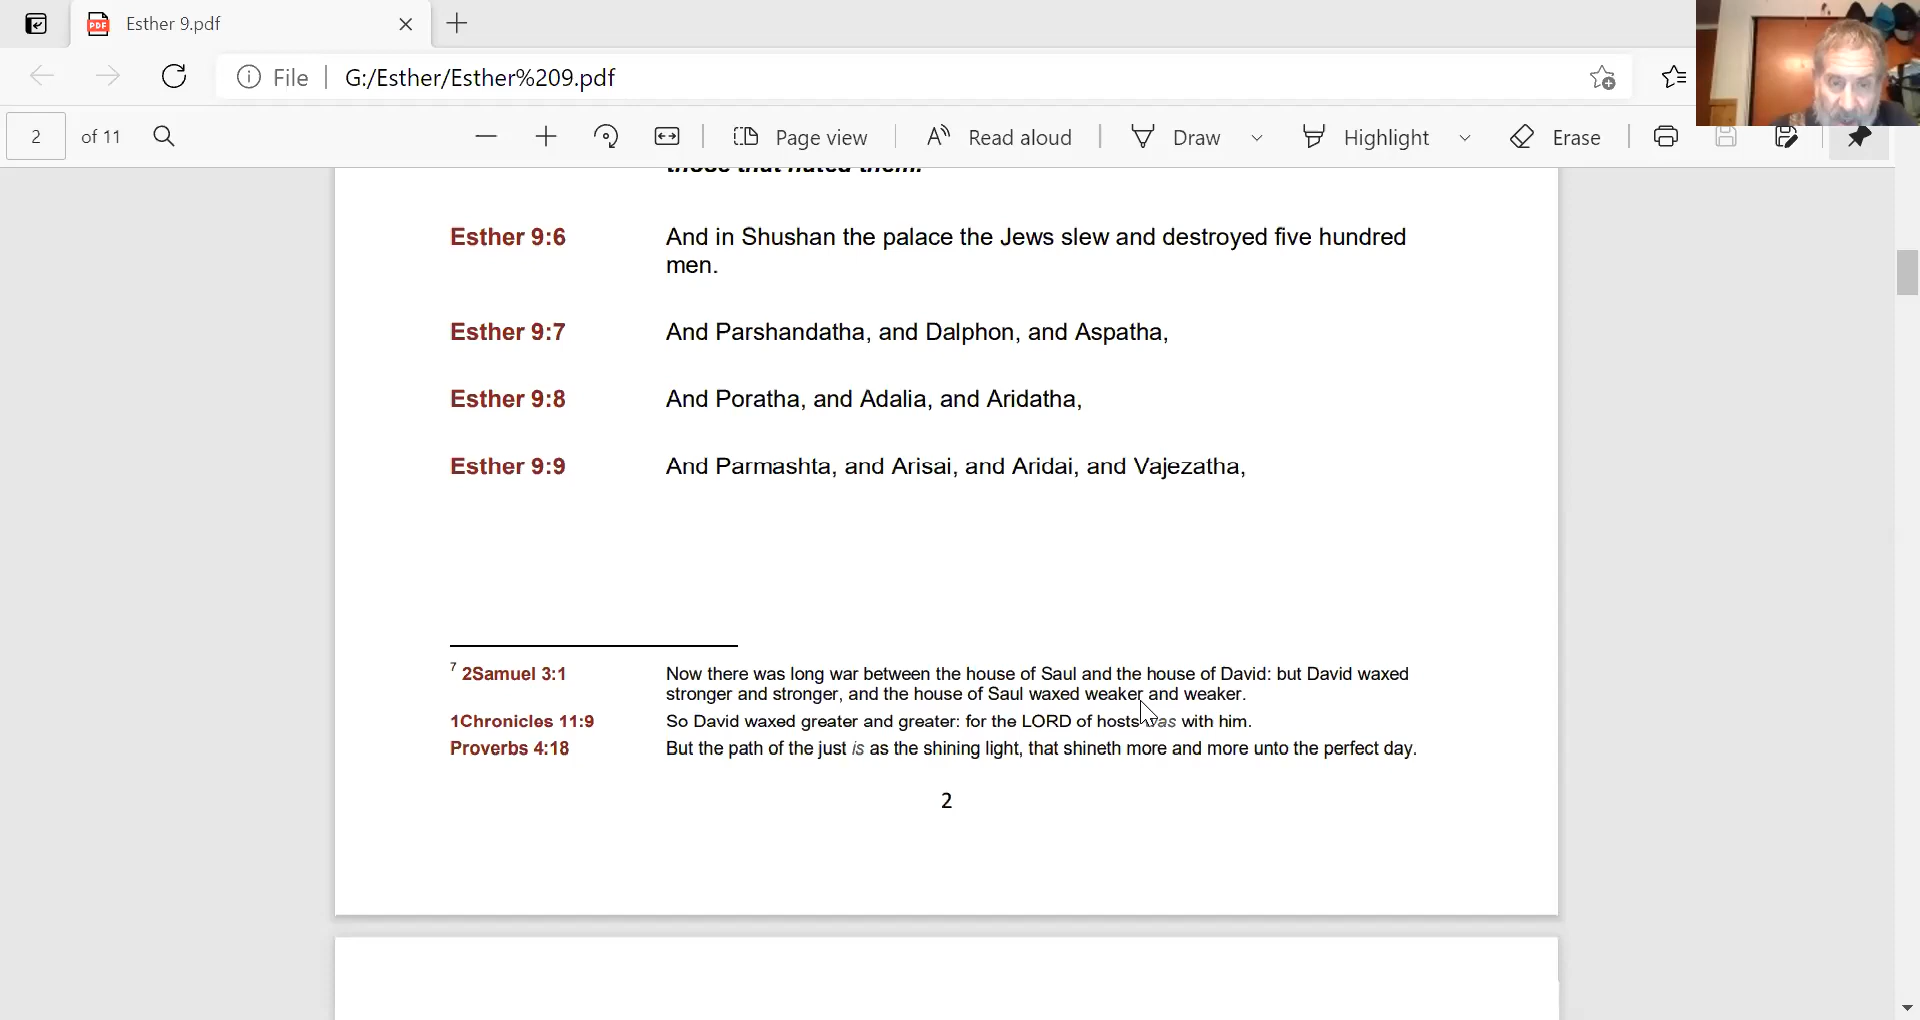 Esther 9.pdf
File G:/Esther/Esther%209.pdf
2 of 11 Page view Read aloud Draw Highlight Erase
those that hated them.
Esther 9:6 And in Shushan the palace the Jews slew and destroyed five hundred
men.
Esther 9:7 And Parshandatha, and Dalphon, and Aspatha,
Esther 9:8 And Poratha, and Adalia, and Aridatha,
Esther 9:9 And Parmashta, and Arisai, and Aridai, and Vajezatha,
7 2Samuel 3:1 Now there was long war between the house of Saul and the house of David: but David waxed
stronger and stronger, and the house of Saul waxed weaker and weaker.
1Chronicles 11:9 So David waxed greater and greater: for the LORD of hosts was with him.
Proverbs 4:18 But the path of the just is as the shining light, that shineth more and more unto the perfect day.
2